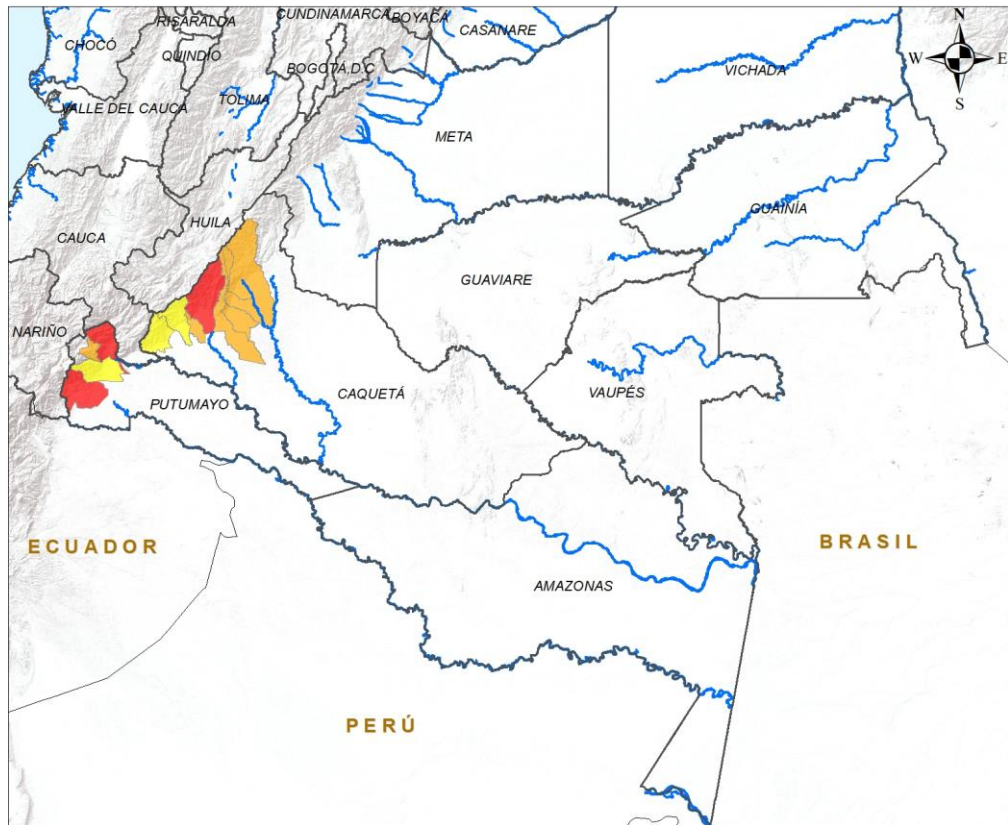 RISARALDA
CUNDINAMARCA
BOYACÁ
CASANARE
CHOCÓ
QUINDÍO
BOGOTÁ D.C
VICHADA
N
W
E
S
VALLE DEL CAUCA
TOLIMA
META
HUILA
GUAINÍA
CAUCA
GUAVIARE
NARIÑO
PUTUMAYO
CAQUETÁ
VAUPÉS
ECUADOR
BRASIL
AMAZONAS
PERÚ